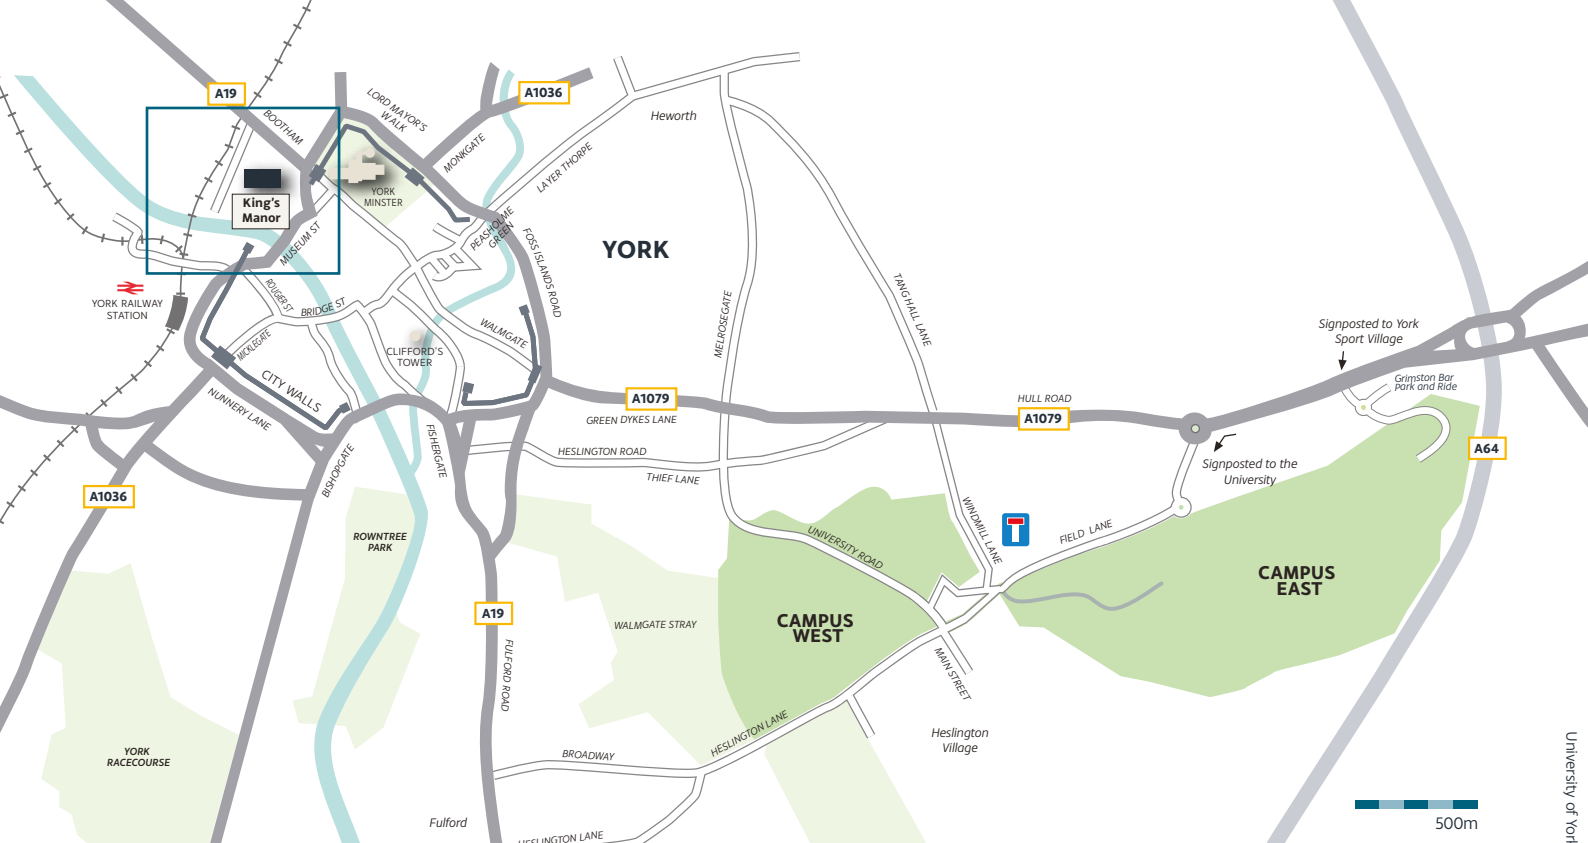 A19
A1036
LORD MAYOR'S
WALK
BOOTHAM
MONKGATE
Heworth
LAYER THORPE
King's
Manor
YORK
MINSTER
PEASHOLME
GREEN
MUSEUM ST
FOSS ISLANDS ROAD
YORK
YORK RAILWAY
STATION
ROUGIER ST
BRIDGE ST
MICKLEGATE
WALMGATE
CLIFFORD'S
TOWER
CITY WALLS
NUNNERY LANE
MELROSEGATE
TANG HALL LANE
Signposted to York
Sport Village
Grimston Bar
Park and Ride
A1079
GREEN DYKES LANE
HULL ROAD
A1079
A64
FISHERGATE
BISHOPGATE
HESLINGTON ROAD
THIEF LANE
Signposted to the
University
A1036
ROWNTREE
PARK
UNIVERSITY ROAD
WINDMILL LANE
FIELD LANE
CAMPUS
EAST
A19
WALMGATE STRAY
CAMPUS
WEST
FULFORD ROAD
MAIN STREET
HESLINGTON LANE
Heslington
Village
YORK
RACECOURSE
BROADWAY
Fulford
HESLINGTON LANE
500m
University of York